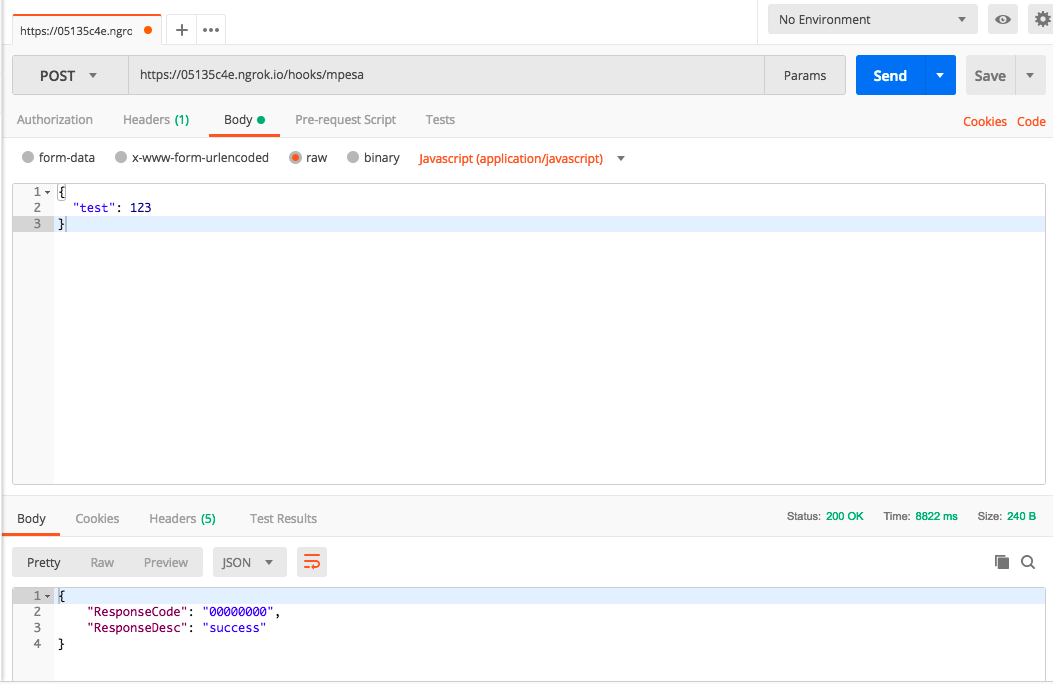 https://05135c4e.ngrc
No Environment
POST https://05135c4e.ngrok.io/hooks/mpesa Params Send Save
Authorization Headers (1) Body Pre-request Script Tests Cookies Code
form-data x-www-form-urlencoded raw binary Javascript (application/javascript)
1 {
2 "test": 123
3 }
Body Cookies Headers (5) Test Results Status: 200 OK Time: 8822 ms Size: 240 B
Pretty Raw Preview JSON
1 {
2 "ResponseCode": "00000000",
3 "ResponseDesc": "success"
4 }